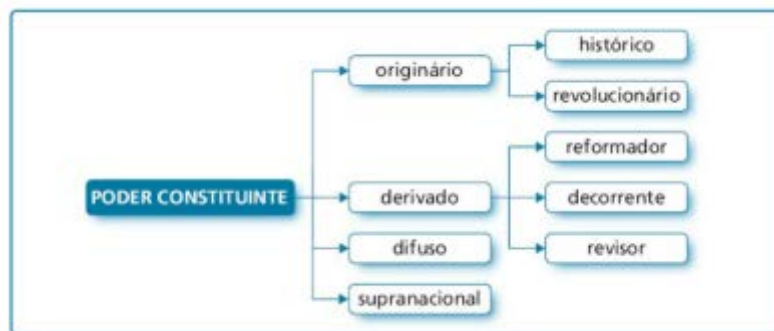 PODER CONSTITUINTE
originário
histórico
revolucionário
derivado
reformador
decorrente
revisor
difuso
supranacional